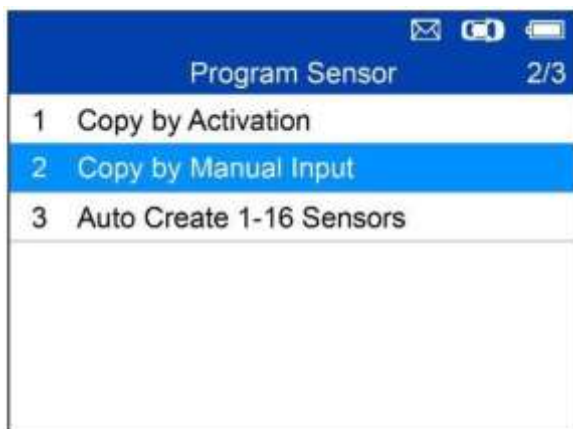 Program Sensor 2/3
1 Copy by Activation
2 Copy by Manual Input
3 Auto Create 1-16 Sensors